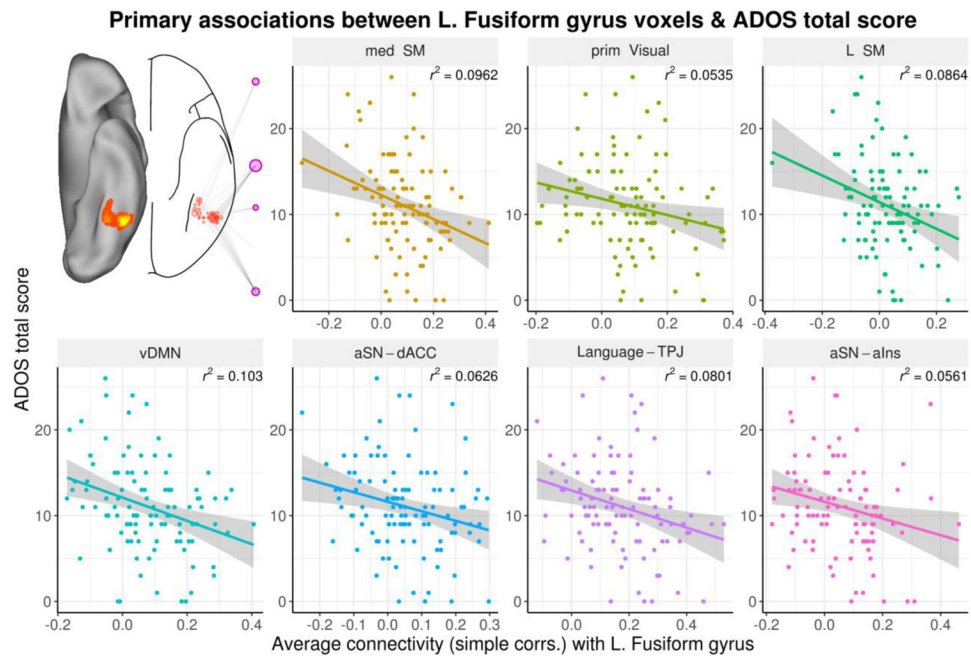 Primary associations between L. Fusiform gyrus voxels & ADOS total score
med SM
prim Visual
L SM
r² = 0.0962
r² = 0.0535
r² = 0.0864
20
10
0
20
10
0
20
10
0
-0.2 0.0 0.2 0.4
-0.2 -0.1 0.0 0.1 0.2 0.3 0.4
-0.4 -0.2 0.0 0.2
ADOS total score
vDMN
aSN-dACC
Language-TPJ
aSN-aIns
r² = 0.103
r² = 0.0626
r² = 0.0801
r² = 0.0561
20
10
0
20
10
0
20
10
0
20
10
0
0.0 0.2 0.4
-0.2 -0.1 0.0 0.1 0.2 0.3
0.0 0.2 0.4
-0.2 0.0 0.2 0.4
Average connectivity (simple corrs.) with L. Fusiform gyrus